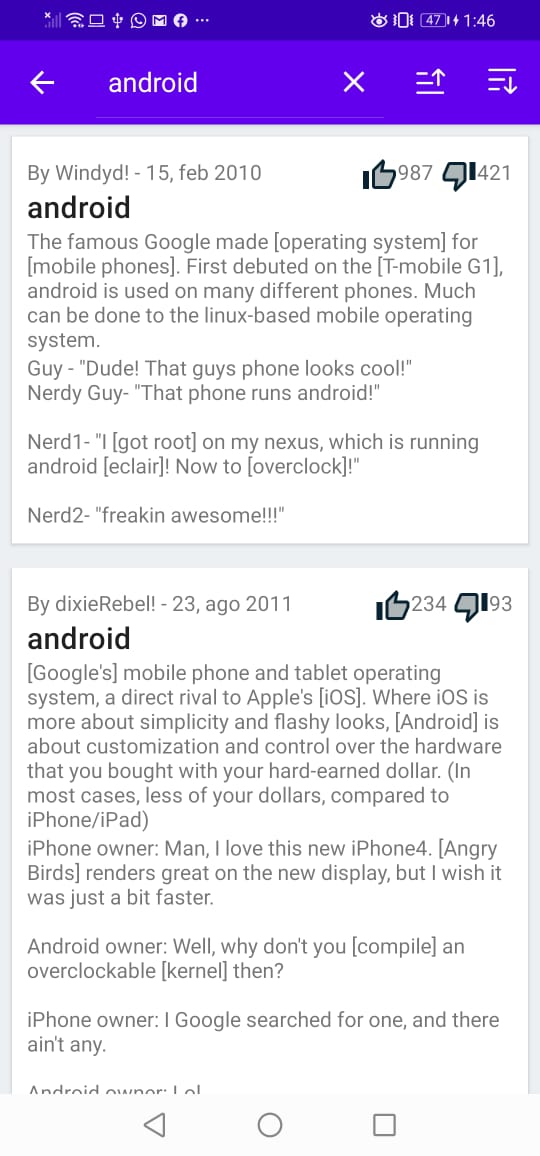 47 1:46
android
By Windyd! - 15, feb 2010 987 421
android
The famous Google made [operating system] for
[mobile phones]. First debuted on the [T-mobile G1],
android is used on many different phones. Much
can be done to the linux-based mobile operating
system.
Guy - "Dude! That guys phone looks cool!"
Nerdy Guy- "That phone runs android!"
Nerd1- "I [got root] on my nexus, which is running
android [eclair]! Now to [overclock]!"
Nerd2- "freakin awesome!!!"
By dixieRebel! - 23, ago 2011 234 93
android
[Google's] mobile phone and tablet operating
system, a direct rival to Apple's [iOS]. Where iOS is
more about simplicity and flashy looks, [Android] is
about customization and control over the hardware
that you bought with your hard-earned dollar. (In
most cases, less of your dollars, compared to
iPhone/iPad)
iPhone owner: Man, I love this new iPhone4. [Angry
Birds] renders great on the new display, but I wish it
was just a bit faster.
Android owner: Well, why don't you [compile] an
overclockable [kernel] then?
iPhone owner: I Google searched for one, and there
ain't any.
Android owner: Lol